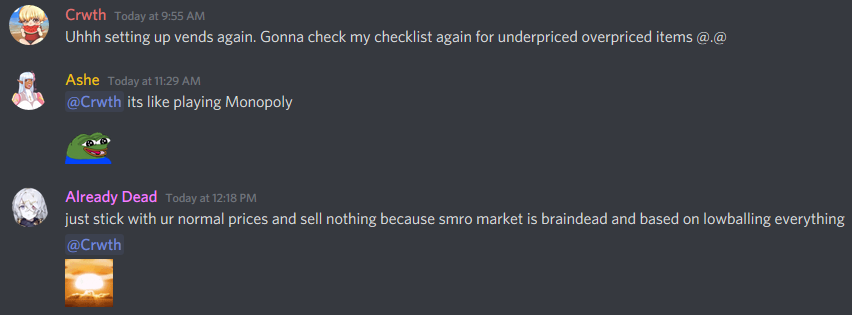 Crwth Today at 9:55 AM
Uhhh setting up vends again. Gonna check my checklist again for underpriced overpriced items @.@
Ashe Today at 11:29 AM
@Crwth its like playing Monopoly
Already Dead Today at 12:18 PM
just stick with ur normal prices and sell nothing because smro market is braindead and based on lowballing everything
@Crwth